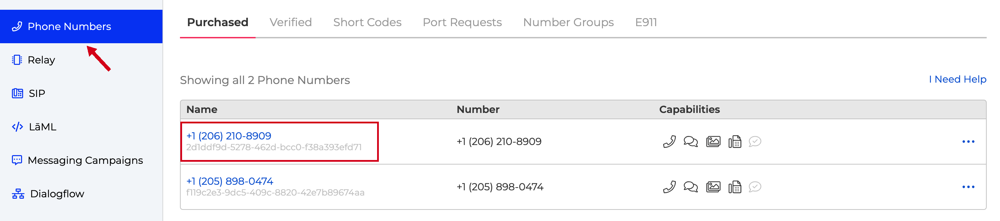 Phone Numbers
Relay
SIP
LāML
Messaging Campaigns
Dialogflow
Purchased Verified Short Codes Port Requests Number Groups E911
Showing all 2 Phone Numbers I Need Help
Name Number Capabilities
+1 (206) 210-8909
2d1ddf9d-5278-462d-bcc0-f38a393efd71
+1 (206) 210-8909
+1 (205) 898-0474
f119c2e3-9dc5-409c-8820-42e7b89674aa
+1 (205) 898-0474